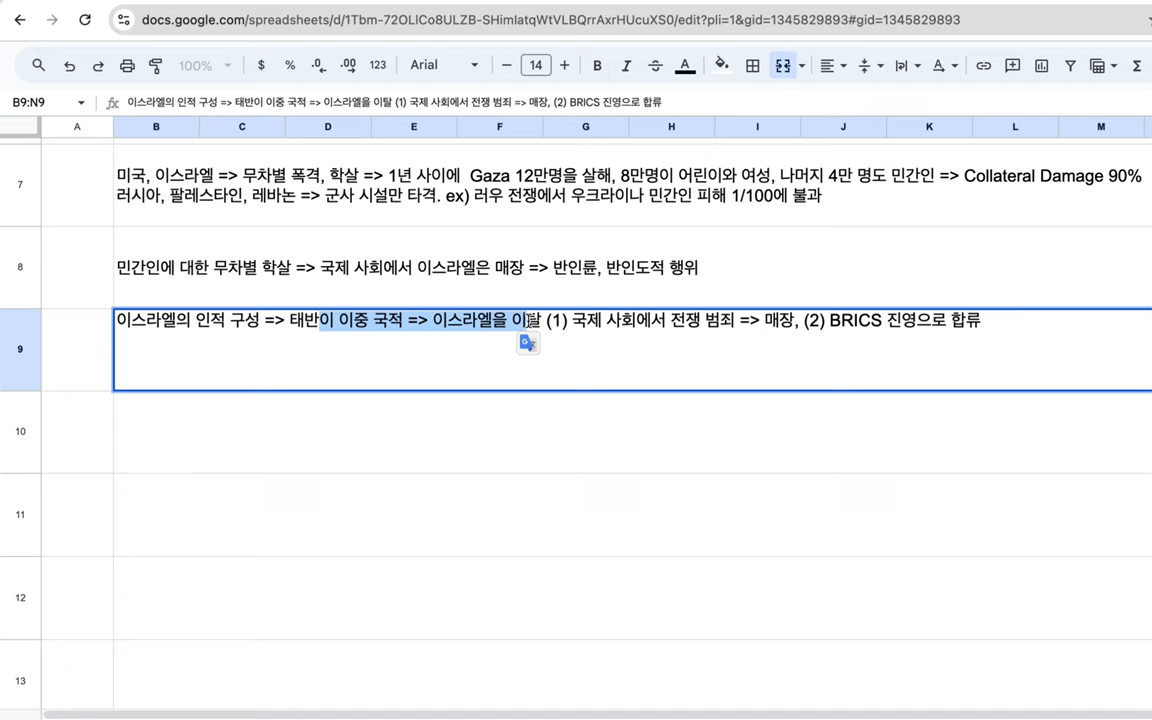 docs.google.com/spreadsheets/d/1Tbm-72OLlCo8ULZB-SHimlatqWtVLBQrrAxrHUcuXS0/edit?pli=1&gid=1345829893#gid=1345829893
100% $ % .0 .00 123 Arial 14 B I A A Σ
B9:N9 fx 이스라엘의 인적 구성 => 태반이 이중 국적 => 이스라엘을 이탈 (1) 국제 사회에서 전쟁 범죄 => 매장, (2) BRICS 진영으로 합류
A B C D E F G H I J K L M
7
미국, 이스라엘 => 무차별 폭격, 학살 => 1년 사이에 Gaza 12만명을 살해, 8만명이 어린이와 여성, 나머지 4만 명도 민간인 => Collateral Damage 90%
러시아, 팔레스타인, 레바논 => 군사 시설만 타격. ex) 러우 전쟁에서 우크라이나 민간인 피해 1/100에 불과
8 민간인에 대한 무차별 학살 => 국제 사회에서 이스라엘은 매장 => 반인륜, 반인도적 행위
이스라엘의 인적 구성 => 태반이 이중 국적 => 이스라엘을 이탈 (1) 국제 사회에서 전쟁 범죄 => 매장, (2) BRICS 진영으로 합류
9
10
11
12
13